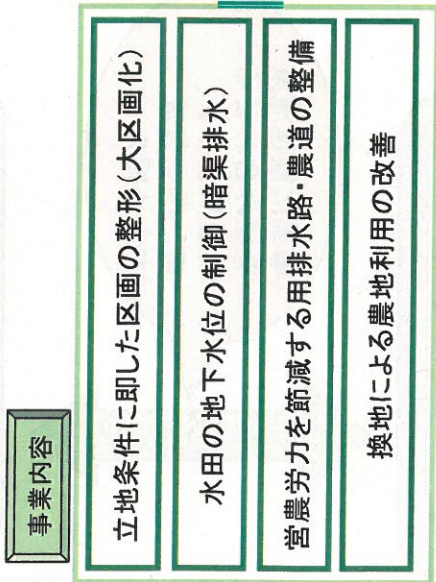 事業内容
立地条件に即した区画の整形(大区画化)
水田の地下水位の制御(暗渠排水)
営農労力を節減する用排水路・農道の整備
換地による農地利用の改善